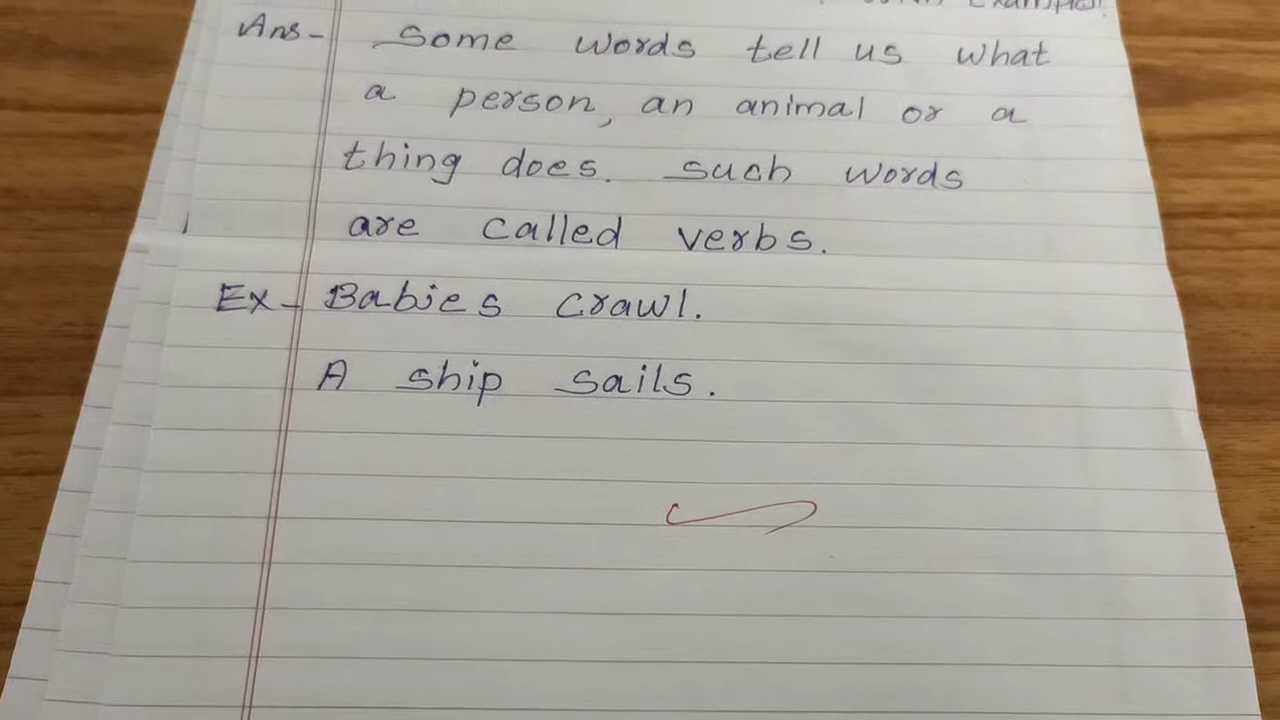 Ans- Some words tell us what
a person, an animal or a
thing does. Such words
are called verbs.
Ex- Babies crawl.
A ship sails.